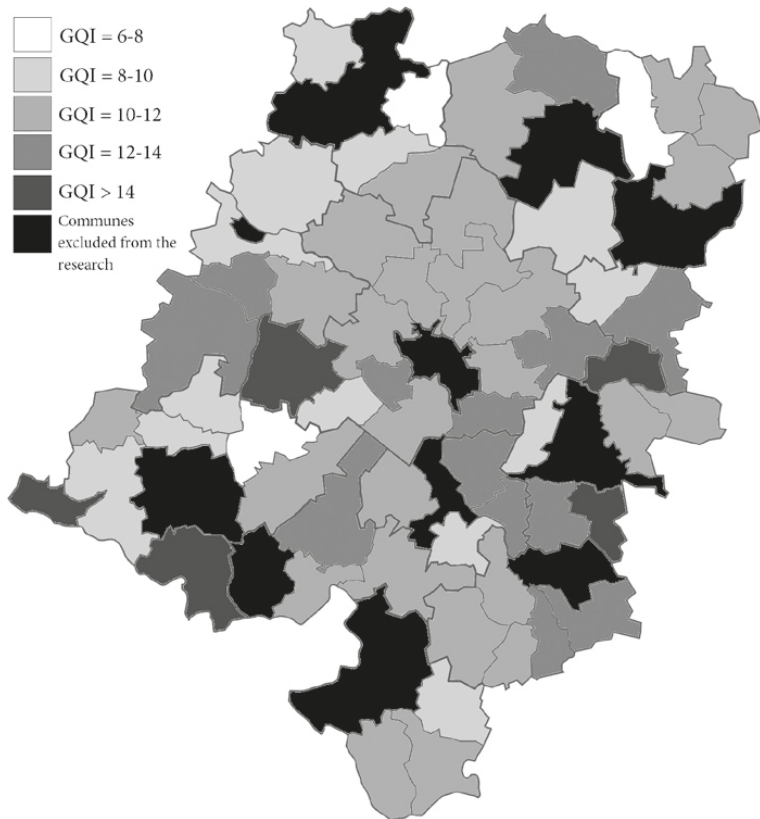 GQI = 6-8
GQI = 8-10
GQI = 10-12
GQI = 12-14
GQI > 14
Communes
excluded from the
research